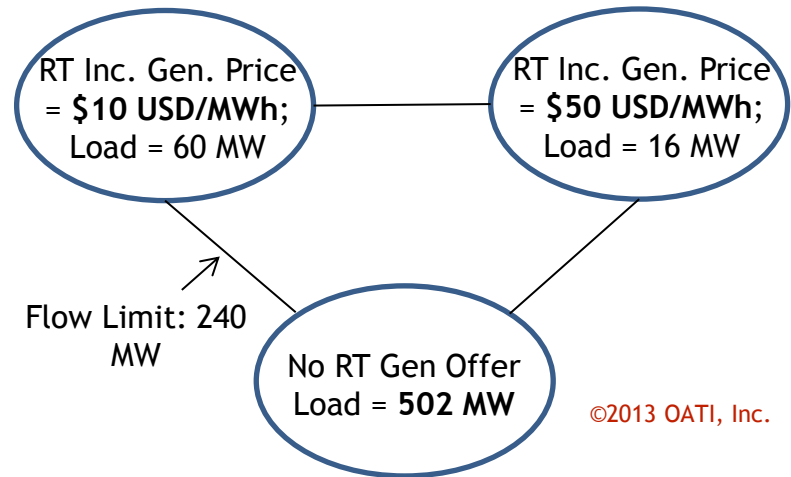 RT Inc. Gen. Price
= $10 USD/MWh;
Load = 60 MW
RT Inc. Gen. Price
= $50 USD/MWh;
Load = 16 MW
Flow Limit: 240
MW
No RT Gen Offer
Load = 502 MW
©2013 OATI, Inc.